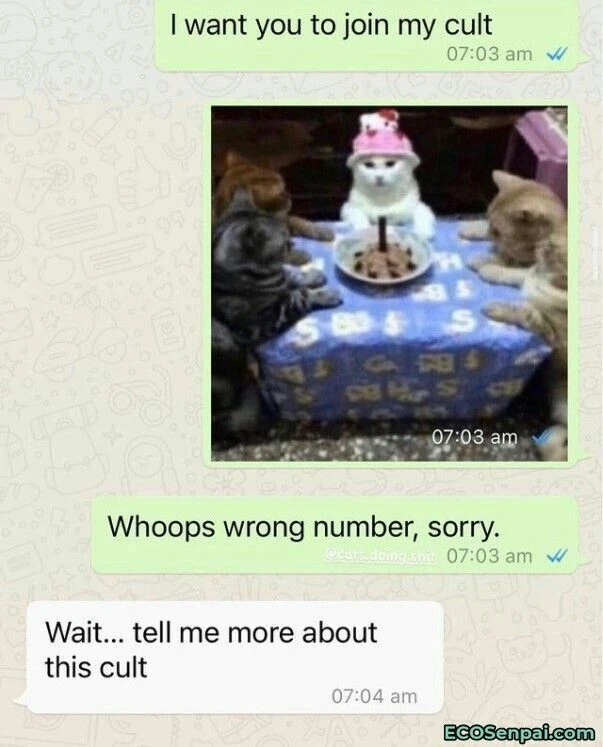 I want you to join my cult
07:03 am
07:03 am
Whoops wrong number, sorry.
@cats.doing.shit 07:03 am
Wait... tell me more about
this cult
07:04 am
ECOSenpai.com